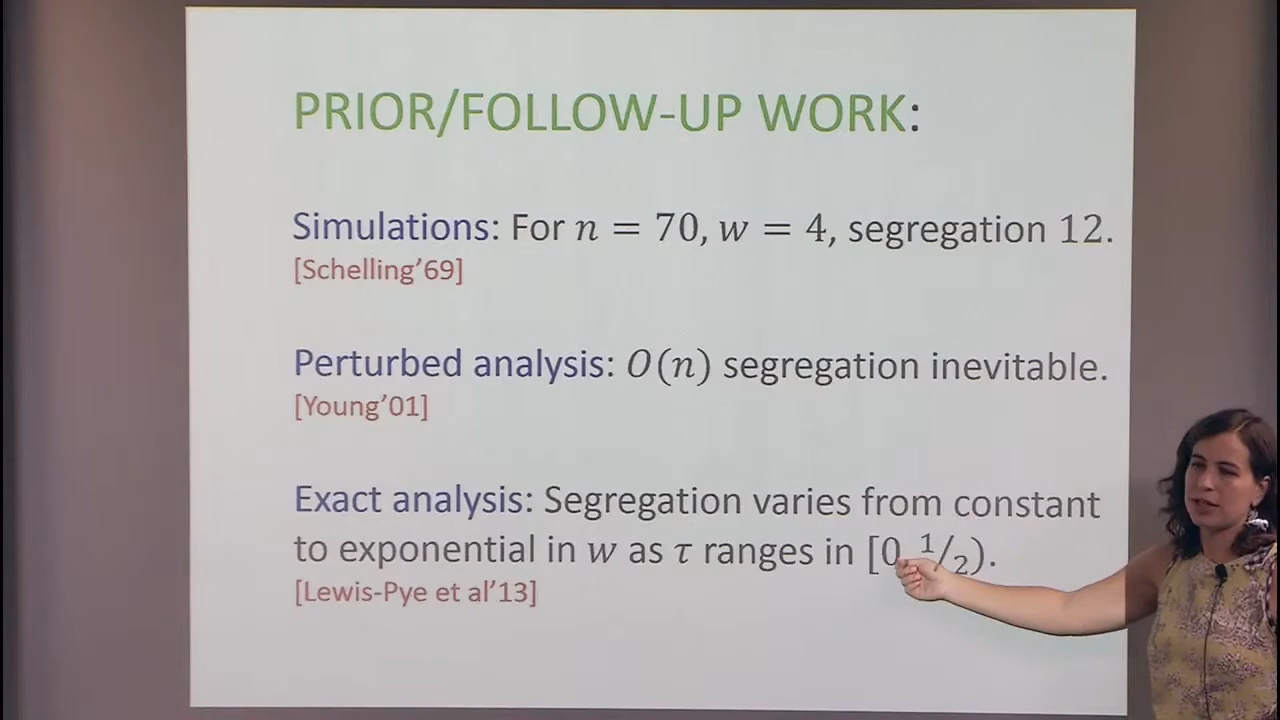 PRIOR/FOLLOW-UP WORK:
Simulations: For n = 70, w = 4, segregation 12.
[Schelling’69]
Perturbed analysis: O(n) segregation inevitable.
[Young’01]
Exact analysis: Segregation varies from constant
to exponential in w as τ ranges in [0, 1/2).
[Lewis-Pye et al’13]